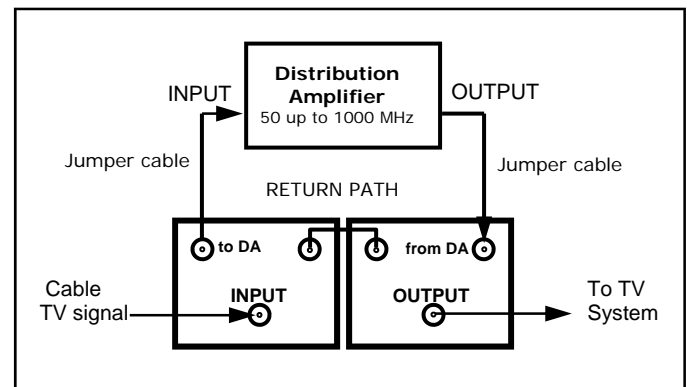 Distribution
Amplifier
50 up to 1000 MHz
INPUT
OUTPUT
Jumper cable
Jumper cable
RETURN PATH
to DA
from DA
Cable
TV signal
INPUT
OUTPUT
To TV
System